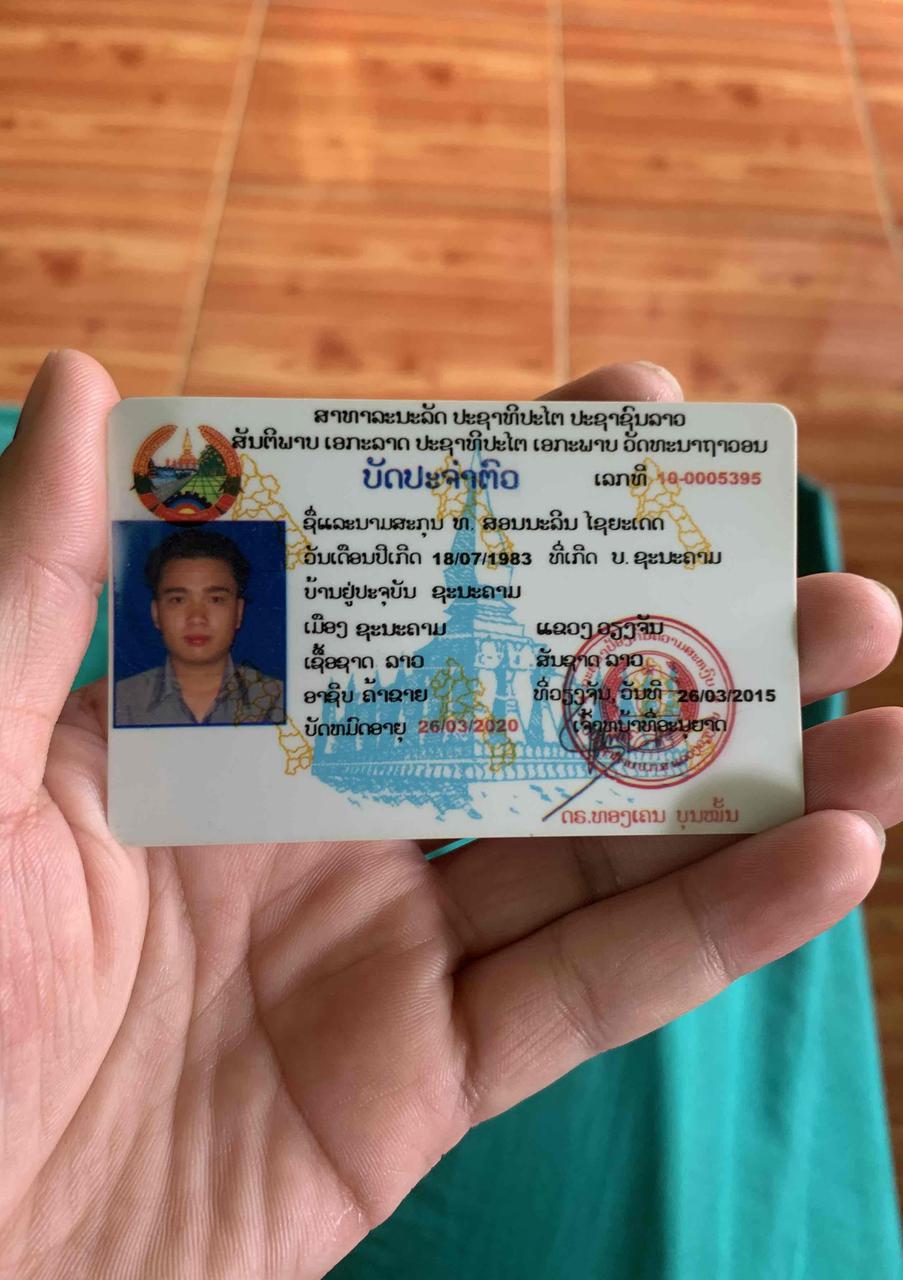 ສາທາລະນະລັດ ປະຊາທິປະໄຕ ປະຊາຊົນລາວ
ສັນຕິພາບ ເອກະລາດ ປະຊາທິປະໄຕ ເອກະພາບ ວັດທະນາຖາວອນ
ບັດປະຈຳຕົວ ເລກທີ 10-0005395
ຊື່ແລະນາມສະກຸນ ທ. ສອນນະລິນ ໄຊຍະເດດ
ວັນເດືອນປີເກີດ 18/07/1983 ທີ່ເກີດ ບ. ຊະນະຄາມ
ບ້ານຢູ່ປະຈຸບັນ ຊະນະຄາມ
ເມືອງ ຊະນະຄາມ ແຂວງ ວຽງຈັນ
ເຊື້ອຊາດ ລາວ ສັນຊາດ ລາວ
ອາຊິບ ຄ້າຂາຍ ທີ່ວຽງຈັນ, ວັນທີ 26/03/2015
ບັດໝົດອາຍຸ 26/03/2020 ເຈົ້າໜ້າທີ່ອະນຸຍາດ
ດຣ.ທອງເຄນ ບຸນໝັ້ນ